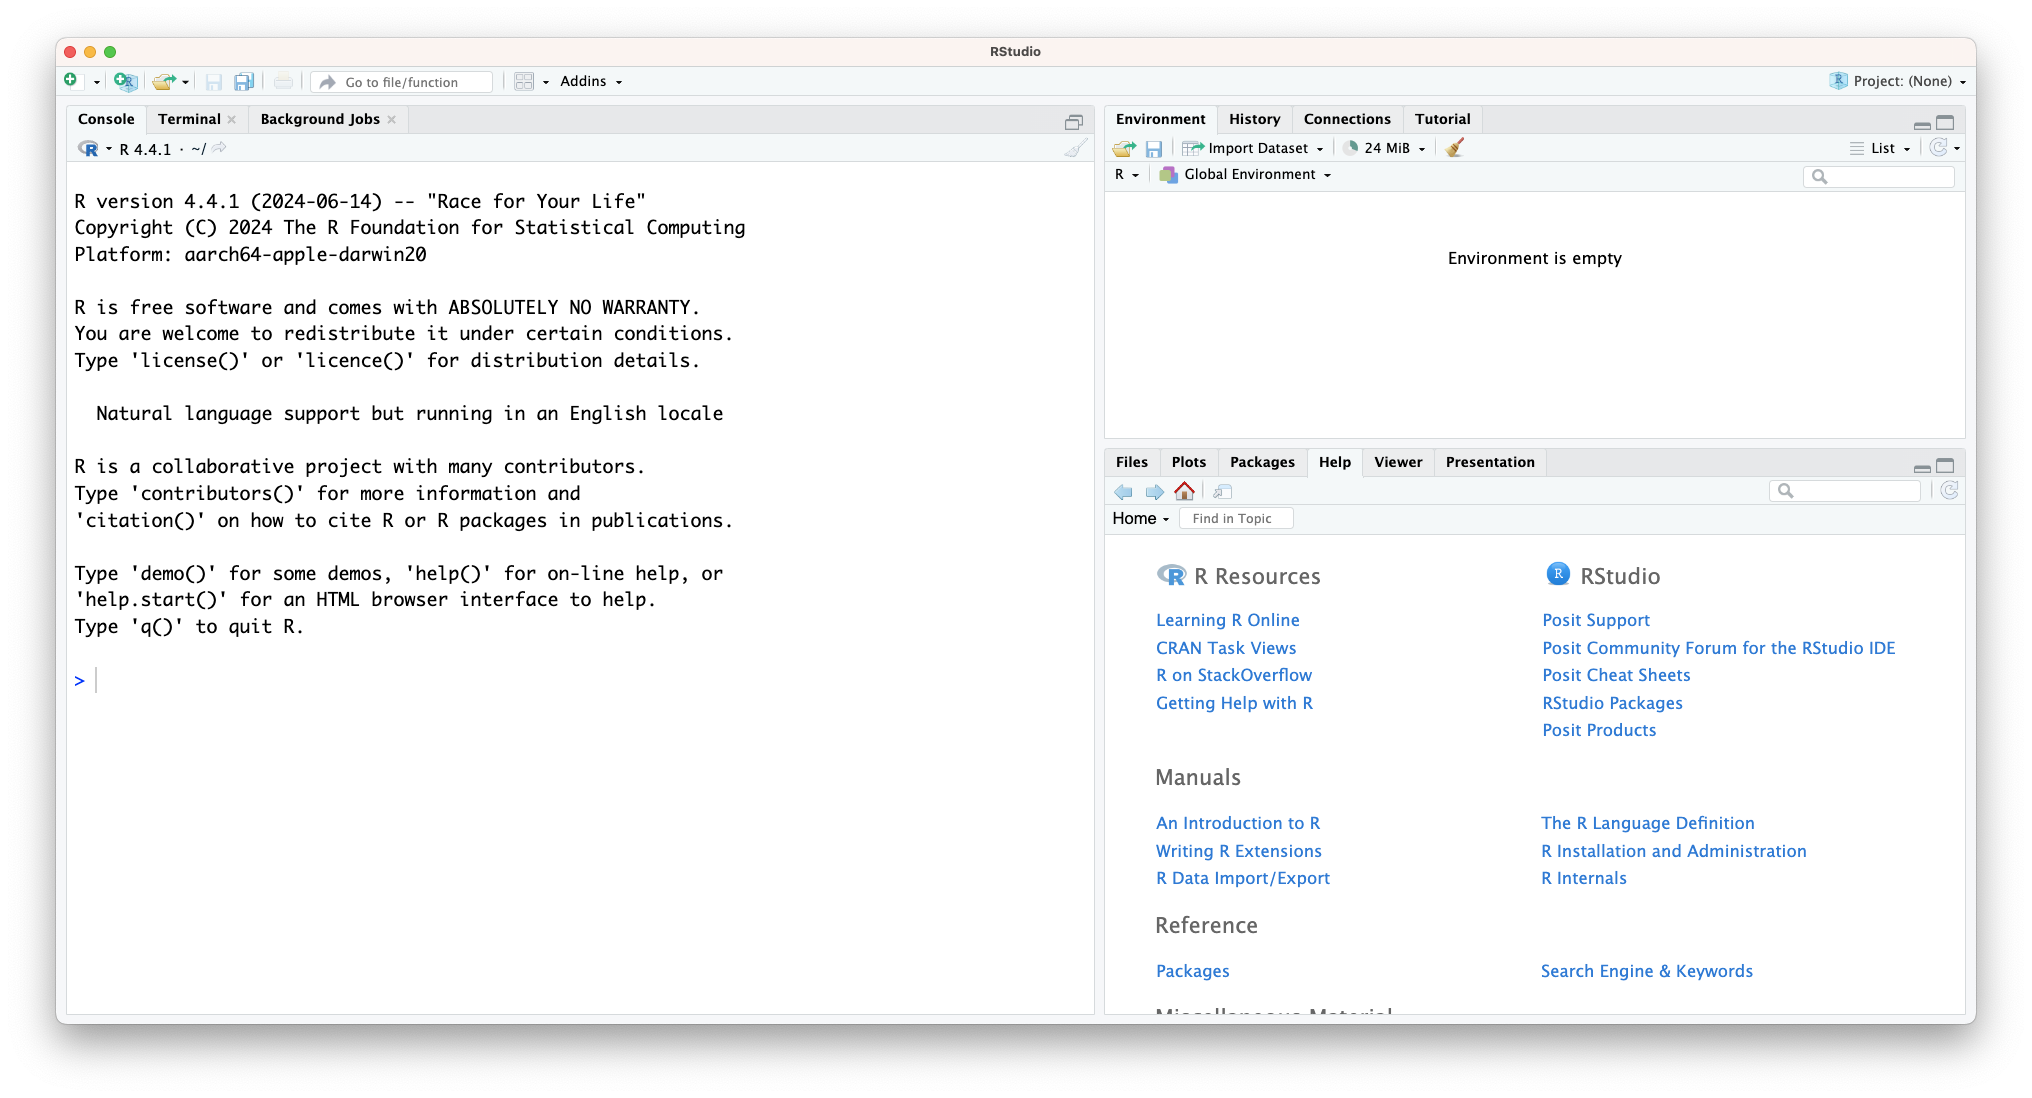 RStudio
Go to file/function
Addins
Project: (None)
Console
Terminal
Background Jobs
R 4.4.1 · ~/
R version 4.4.1 (2024-06-14) -- "Race for Your Life"
Copyright (C) 2024 The R Foundation for Statistical Computing
Platform: aarch64-apple-darwin20
R is free software and comes with ABSOLUTELY NO WARRANTY.
You are welcome to redistribute it under certain conditions.
Type 'license()' or 'licence()' for distribution details.
Natural language support but running in an English locale
R is a collaborative project with many contributors.
Type 'contributors()' for more information and
'citation()' on how to cite R or R packages in publications.
Type 'demo()' for some demos, 'help()' for on-line help, or
'help.start()' for an HTML browser interface to help.
Type 'q()' to quit R.
>
Environment
History
Connections
Tutorial
Import Dataset
24 MiB
List
R
Global Environment
Environment is empty
Files
Plots
Packages
Help
Viewer
Presentation
Home
Find in Topic
R Resources
Learning R Online
CRAN Task Views
R on StackOverflow
Getting Help with R
RStudio
Posit Support
Posit Community Forum for the RStudio IDE
Posit Cheat Sheets
RStudio Packages
Posit Products
Manuals
An Introduction to R
Writing R Extensions
R Data Import/Export
The R Language Definition
R Installation and Administration
R Internals
Reference
Packages
Search Engine & Keywords
Miscellaneous Material